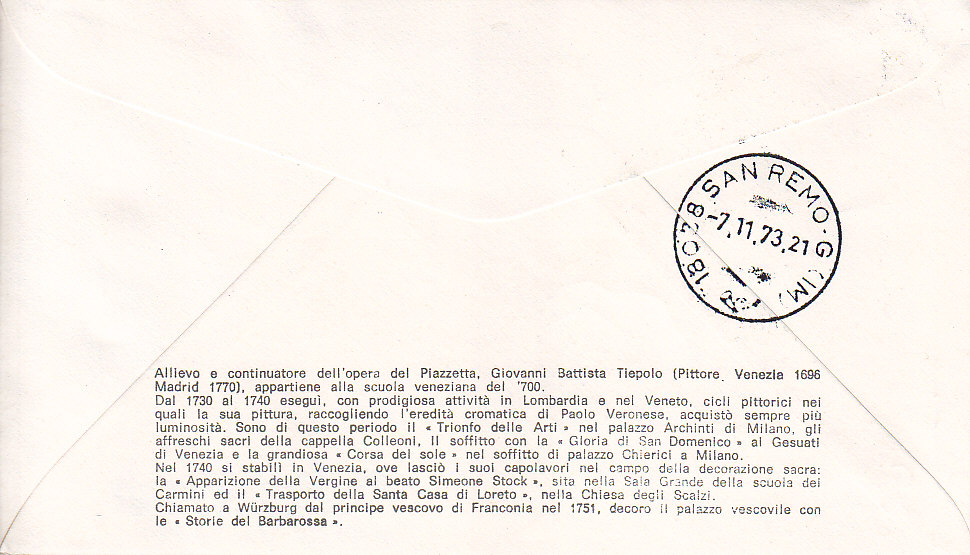 18038 SAN REMO·G (IM)
-7.11.73.21
Allievo e continuatore dell'opera del Piazzetta, Giovanni Battista Tiepolo (Pittore. Venezia 1696
Madrid 1770), appartiene alla scuola veneziana del '700.
Dal 1730 al 1740 eseguì, con prodigiosa attività in Lombardia e nel Veneto, cicli pittorici nei
quali la sua pittura, raccogliendo l'eredità cromatica di Paolo Veronese, acquistò sempre più
luminosità. Sono di questo periodo il « Trionfo delle Arti » nel palazzo Archinti di Milano, gli
affreschi sacri della cappella Colleoni, il soffitto con la « Gloria di San Domenico » ai Gesuati
di Venezia e la grandiosa « Corsa del sole » nel soffitto di palazzo Chierici a Milano.
Nel 1740 si stabilì in Venezia, ove lasciò i suoi capolavori nel campo della decorazione sacra:
la « Apparizione della Vergine al beato Simeone Stock », sita nella Sala Grande della scuola dei
Carmini ed il « Trasporto della Santa Casa di Loreto », nella Chiesa degli Scalzi.
Chiamato a Würzburg dal principe vescovo di Franconia nel 1751, decoro il palazzo vescovile con
le « Storie del Barbarossa ».